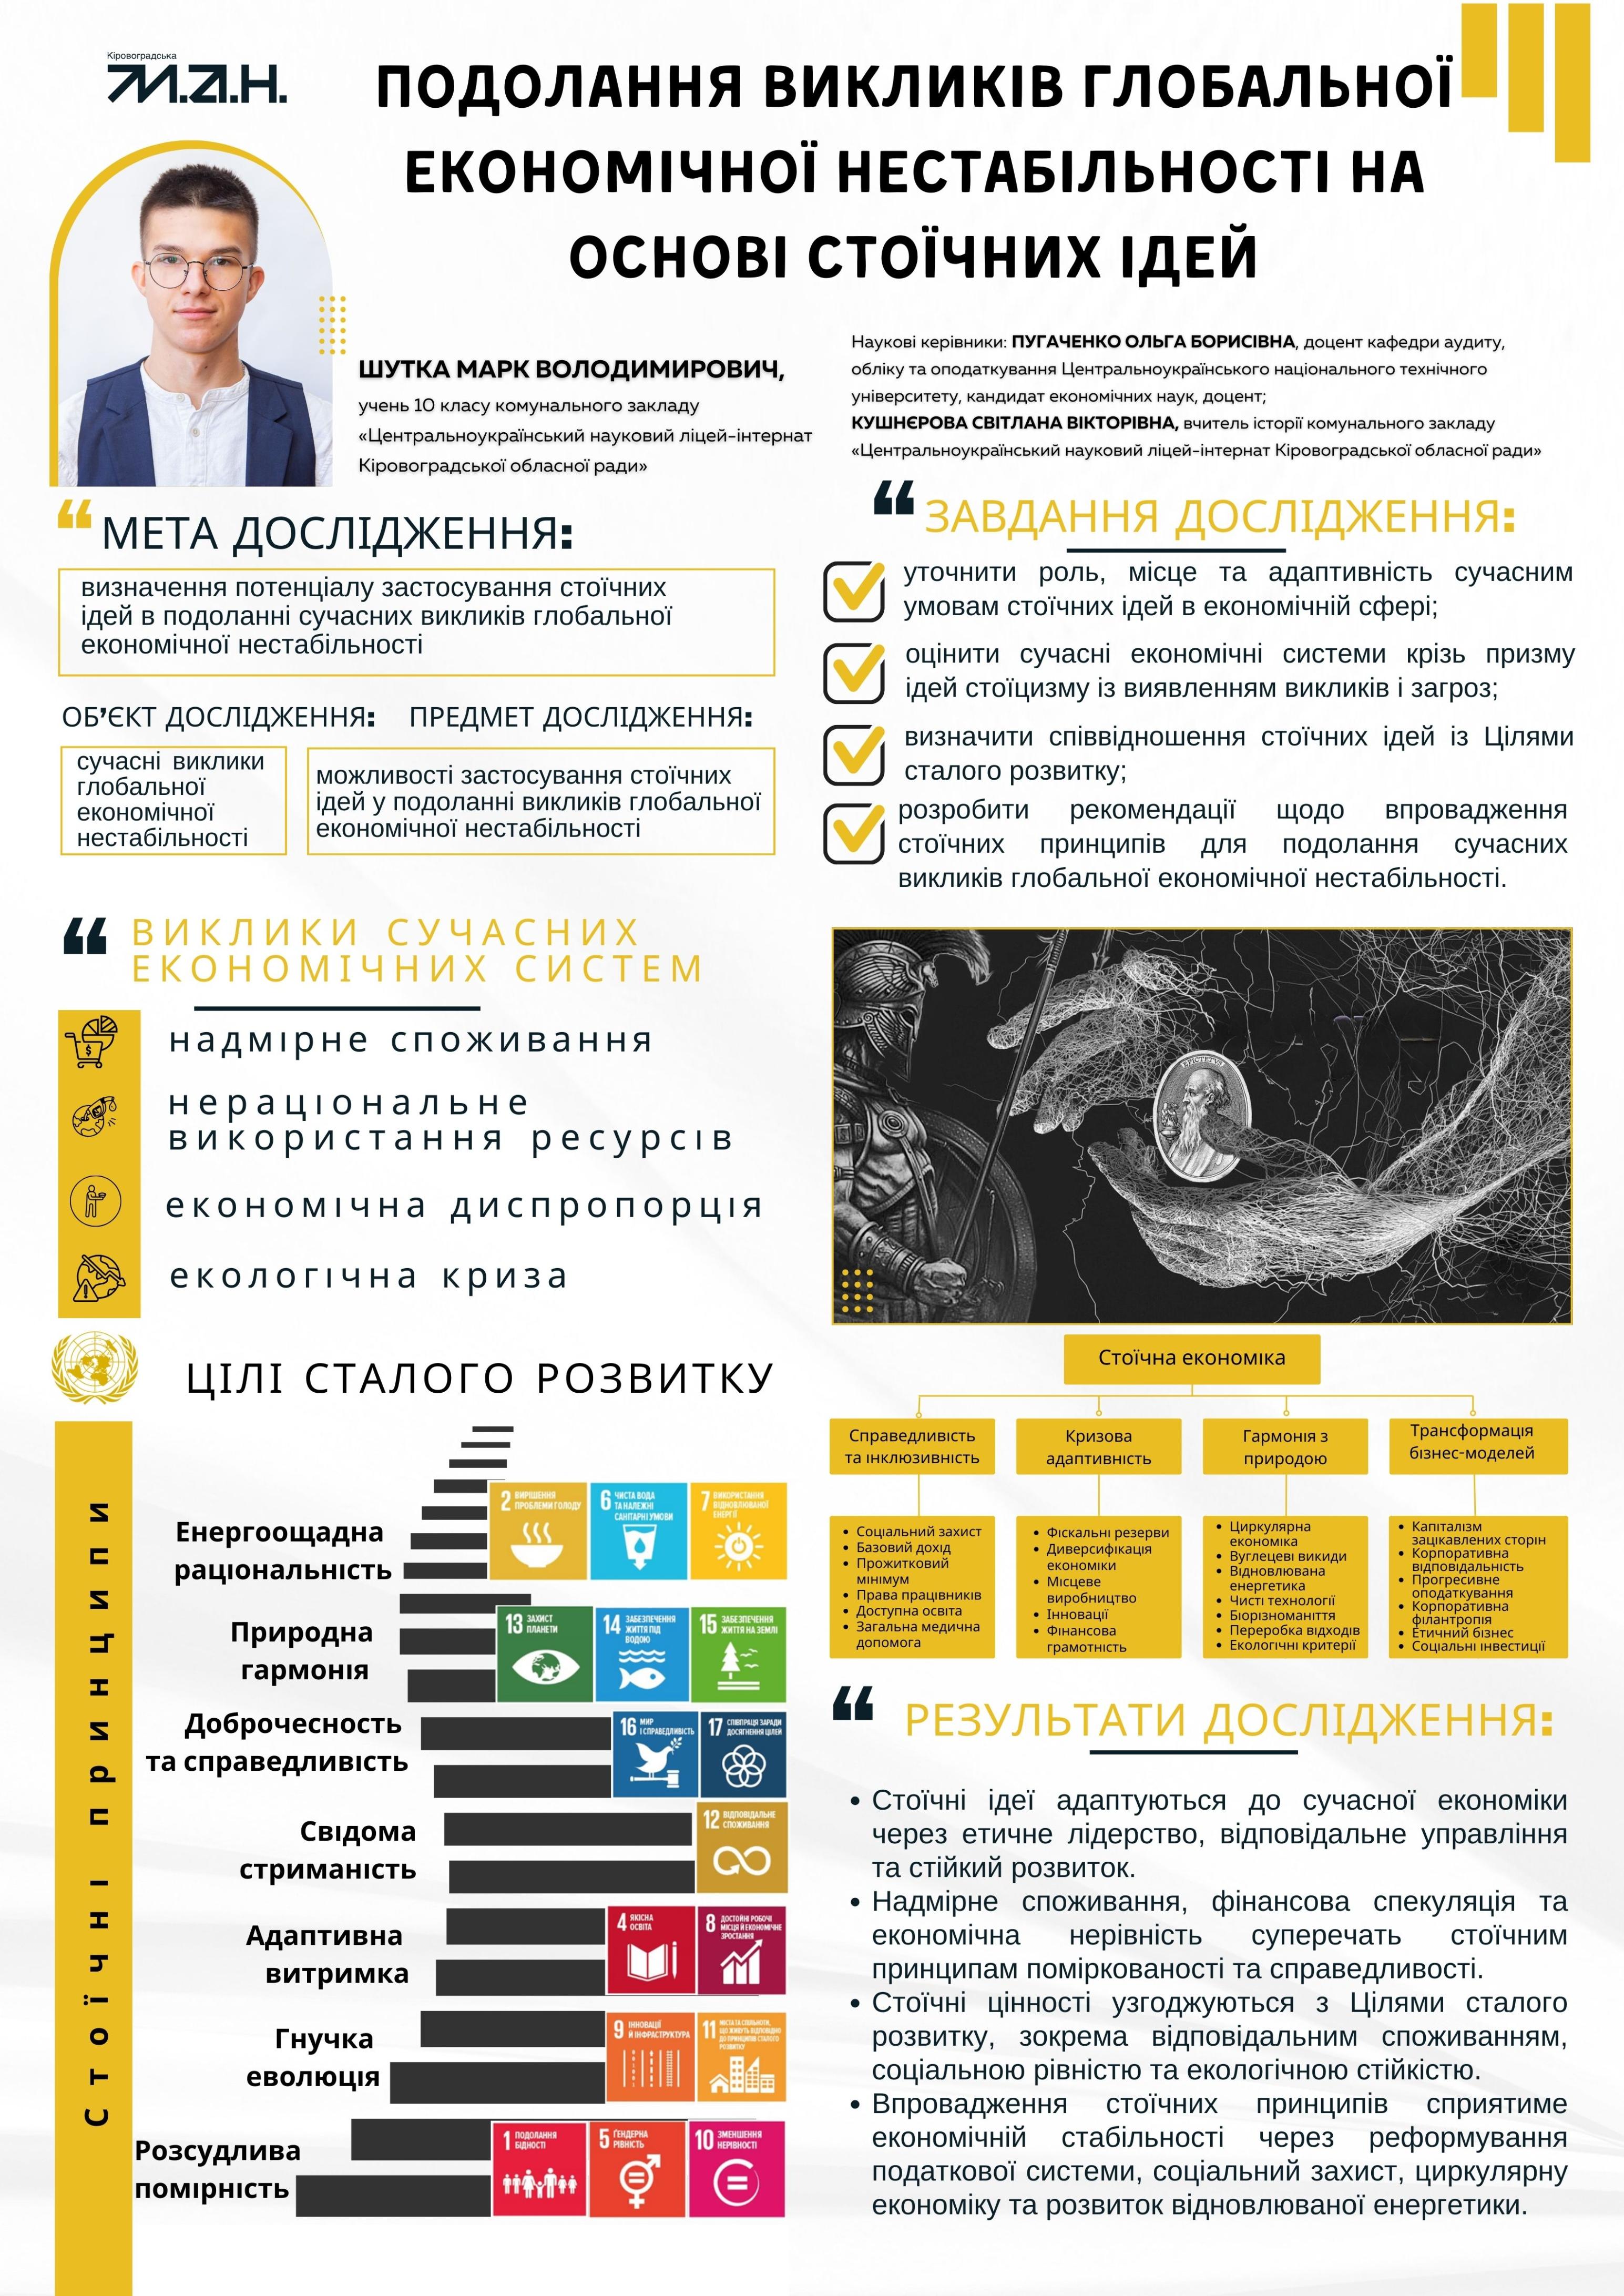 Кіровоградська
М.А.Н.
ПОДОЛАННЯ ВИКЛИКІВ ГЛОБАЛЬНОЇ
ЕКОНОМІЧНОЇ НЕСТАБІЛЬНОСТІ НА
ОСНОВІ СТОЇЧНИХ ІДЕЙ
ШУТКА МАРК ВОЛОДИМИРОВИЧ,
учень 10 класу комунального закладу
«Центральноукраїнський науковий ліцей-інтернат
Кіровоградської обласної ради»
Наукові керівники: ПУГАЧЕНКО ОЛЬГА БОРИСІВНА, доцент кафедри аудиту,
обліку та оподаткування Центральноукраїнського національного технічного
університету, кандидат економічних наук, доцент;
КУШНЄРОВА СВІТЛАНА ВІКТОРІВНА, вчитель історії комунального закладу
«Центральноукраїнський науковий ліцей-інтернат Кіровоградської обласної ради»
МЕТА ДОСЛІДЖЕННЯ:
визначення потенціалу застосування стоїчних
ідей в подоланні сучасних викликів глобальної
економічної нестабільності
ОБ’ЄКТ ДОСЛІДЖЕННЯ:
сучасні виклики
глобальної
економічної
нестабільності
ПРЕДМЕТ ДОСЛІДЖЕННЯ:
можливості застосування стоїчних
ідей у подоланні викликів глобальної
економічної нестабільності
ЗАВДАННЯ ДОСЛІДЖЕННЯ:
уточнити роль, місце та адаптивність сучасним
умовам стоїчних ідей в економічній сфері;
оцінити сучасні економічні системи крізь призму
ідей стоїцизму із виявленням викликів і загроз;
визначити співвідношення стоїчних ідей із Цілями
сталого розвитку;
розробити рекомендації щодо впровадження
стоїчних принципів для подолання сучасних
викликів глобальної економічної нестабільності.
ВИКЛИКИ СУЧАСНИХ
ЕКОНОМІЧНИХ СИСТЕМ
надмірне споживання
нераціональне
використання ресурсів
економічна диспропорція
екологічна криза
EPICTETUS
ЦІЛІ СТАЛОГО РОЗВИТКУ
Стоїчні принципи
Енергоощадна
раціональність
2 ВИРІШЕННЯ
ПРОБЛЕМИ ГОЛОДУ
6 ЧИСТА ВОДА
ТА НАЛЕЖНІ
САНІТАРНІ УМОВИ
7 ВИКОРИСТАННЯ
ВІДНОВЛЮВАНОЇ
ЕНЕРГІЇ
Природна
гармонія
13 ЗАХИСТ
ПЛАНЕТИ
14 ЗАБЕЗПЕЧЕННЯ
ЖИТТЯ ПІД
ВОДОЮ
15 ЗАБЕЗПЕЧЕННЯ
ЖИТТЯ НА ЗЕМЛІ
Доброчесность
та справедливість
16 МИР
І СПРАВЕДЛИВІСТЬ
17 СПІВПРАЦЯ ЗАРАДИ
ДОСЯГНЕННЯ ЦІЛЕЙ
Свідома
стриманість
12 ВІДПОВІДАЛЬНЕ
СПОЖИВАННЯ
Адаптивна
витримка
4 ЯКІСНА
ОСВІТА
8 ДОСТОЙНІ РОБОЧІ
МІСЦЯ Й ЕКОНОМІЧНЕ
ЗРОСТАННЯ
Гнучка
еволюція
9 ІННОВАЦІЇ
Й ІНФРАСТРУКТУРА
11 МІСТА ТА СПІЛЬНОТИ,
ЩО ЖИВУТЬ ВІДПОВІДНО
ДО ПРИНЦИПІВ СТАЛОГО
РОЗВИТКУ
Розсудлива
помірність
1 ПОДОЛАННЯ
БІДНОСТІ
5 ҐЕНДЕРНА
РІВНІСТЬ
10 ЗМЕНШЕННЯ
НЕРІВНОСТІ
Стоїчна економіка
Справедливість
та інклюзивність
• Соціальний захист
• Базовий дохід
• Прожитковий
мінімум
• Права працівників
• Доступна освіта
• Загальна медична
допомога
Кризова
адаптивність
• Фіскальні резерви
• Диверсифікація
економіки
• Місцеве
виробництво
• Інновації
• Фінансова
грамотність
Гармонія з
природою
• Циркулярна
економіка
• Вуглецеві викиди
• Відновлювана
енергетика
• Чисті технології
• Біорізноманіття
• Переробка відходів
• Екологічні критерії
Трансформація
бізнес-моделей
• Капіталізм
зацікавлених сторін
• Корпоративна
відповідальність
• Прогресивне
оподаткування
• Корпоративна
філантропія
• Етичний бізнес
• Соціальні інвестиції
РЕЗУЛЬТАТИ ДОСЛІДЖЕННЯ:
• Стоїчні ідеї адаптуються до сучасної економіки
через етичне лідерство, відповідальне управління
та стійкий розвиток.
• Надмірне споживання, фінансова спекуляція та
економічна нерівність суперечать стоїчним
принципам поміркованості та справедливості.
• Стоїчні цінності узгоджуються з Цілями сталого
розвитку, зокрема відповідальним споживанням,
соціальною рівністю та екологічною стійкістю.
• Впровадження стоїчних принципів сприятиме
економічній стабільності через реформування
податкової системи, соціальний захист, циркулярну
економіку та розвиток відновлюваної енергетики.